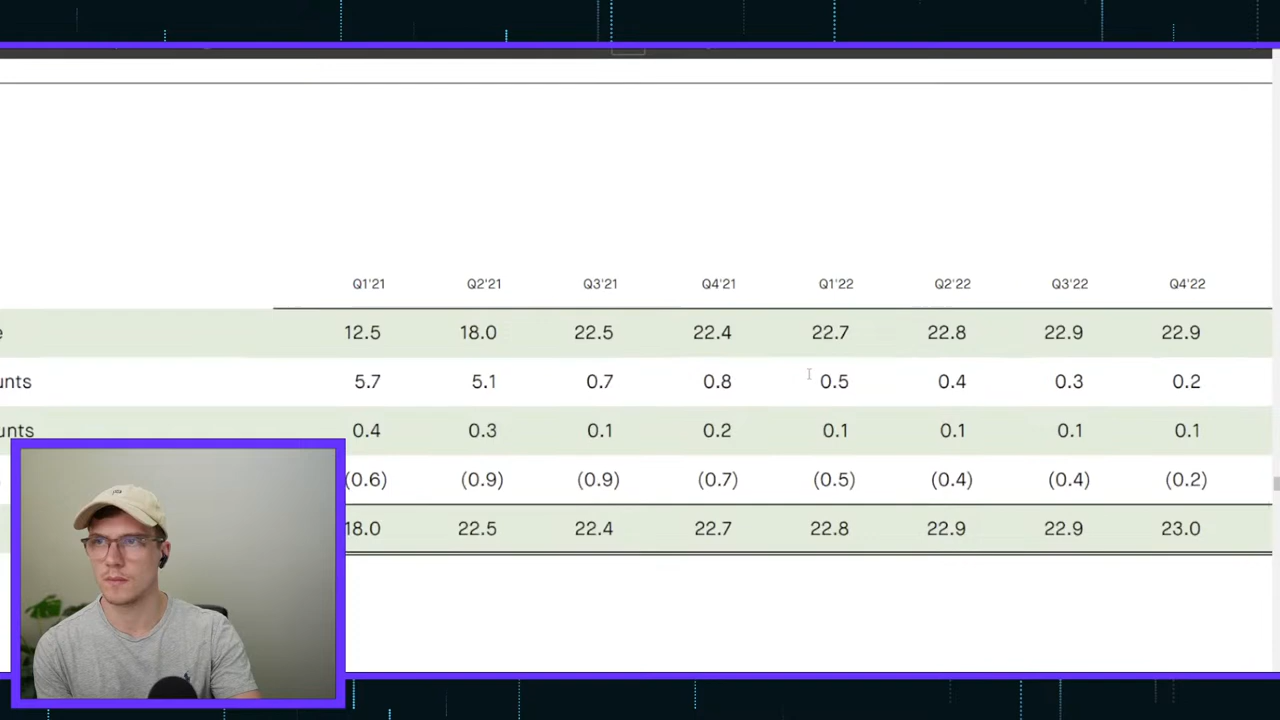 Q1'21 Q2'21 Q3'21 Q4'21 Q1'22 Q2'22 Q3'22 Q4'22
e 12.5 18.0 22.5 22.4 22.7 22.8 22.9 22.9
unts 5.7 5.1 0.7 0.8 0.5 0.4 0.3 0.2
unts 0.4 0.3 0.1 0.2 0.1 0.1 0.1 0.1
(0.6) (0.9) (0.9) (0.7) (0.5) (0.4) (0.4) (0.2)
18.0 22.5 22.4 22.7 22.8 22.9 22.9 23.0